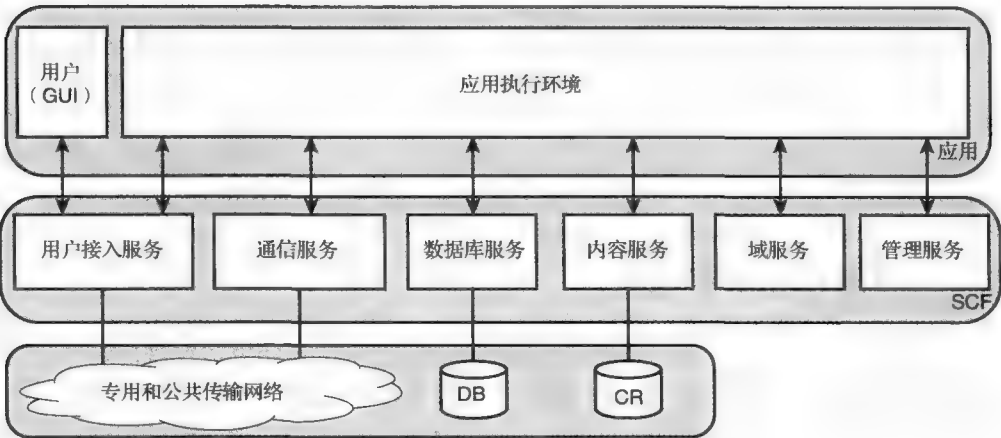 用户
（GUI）
应用执行环境
应用
用户接入服务
通信服务
数据库服务
内容服务
域服务
管理服务
SCF
专用和公共传输网络
DB
CR